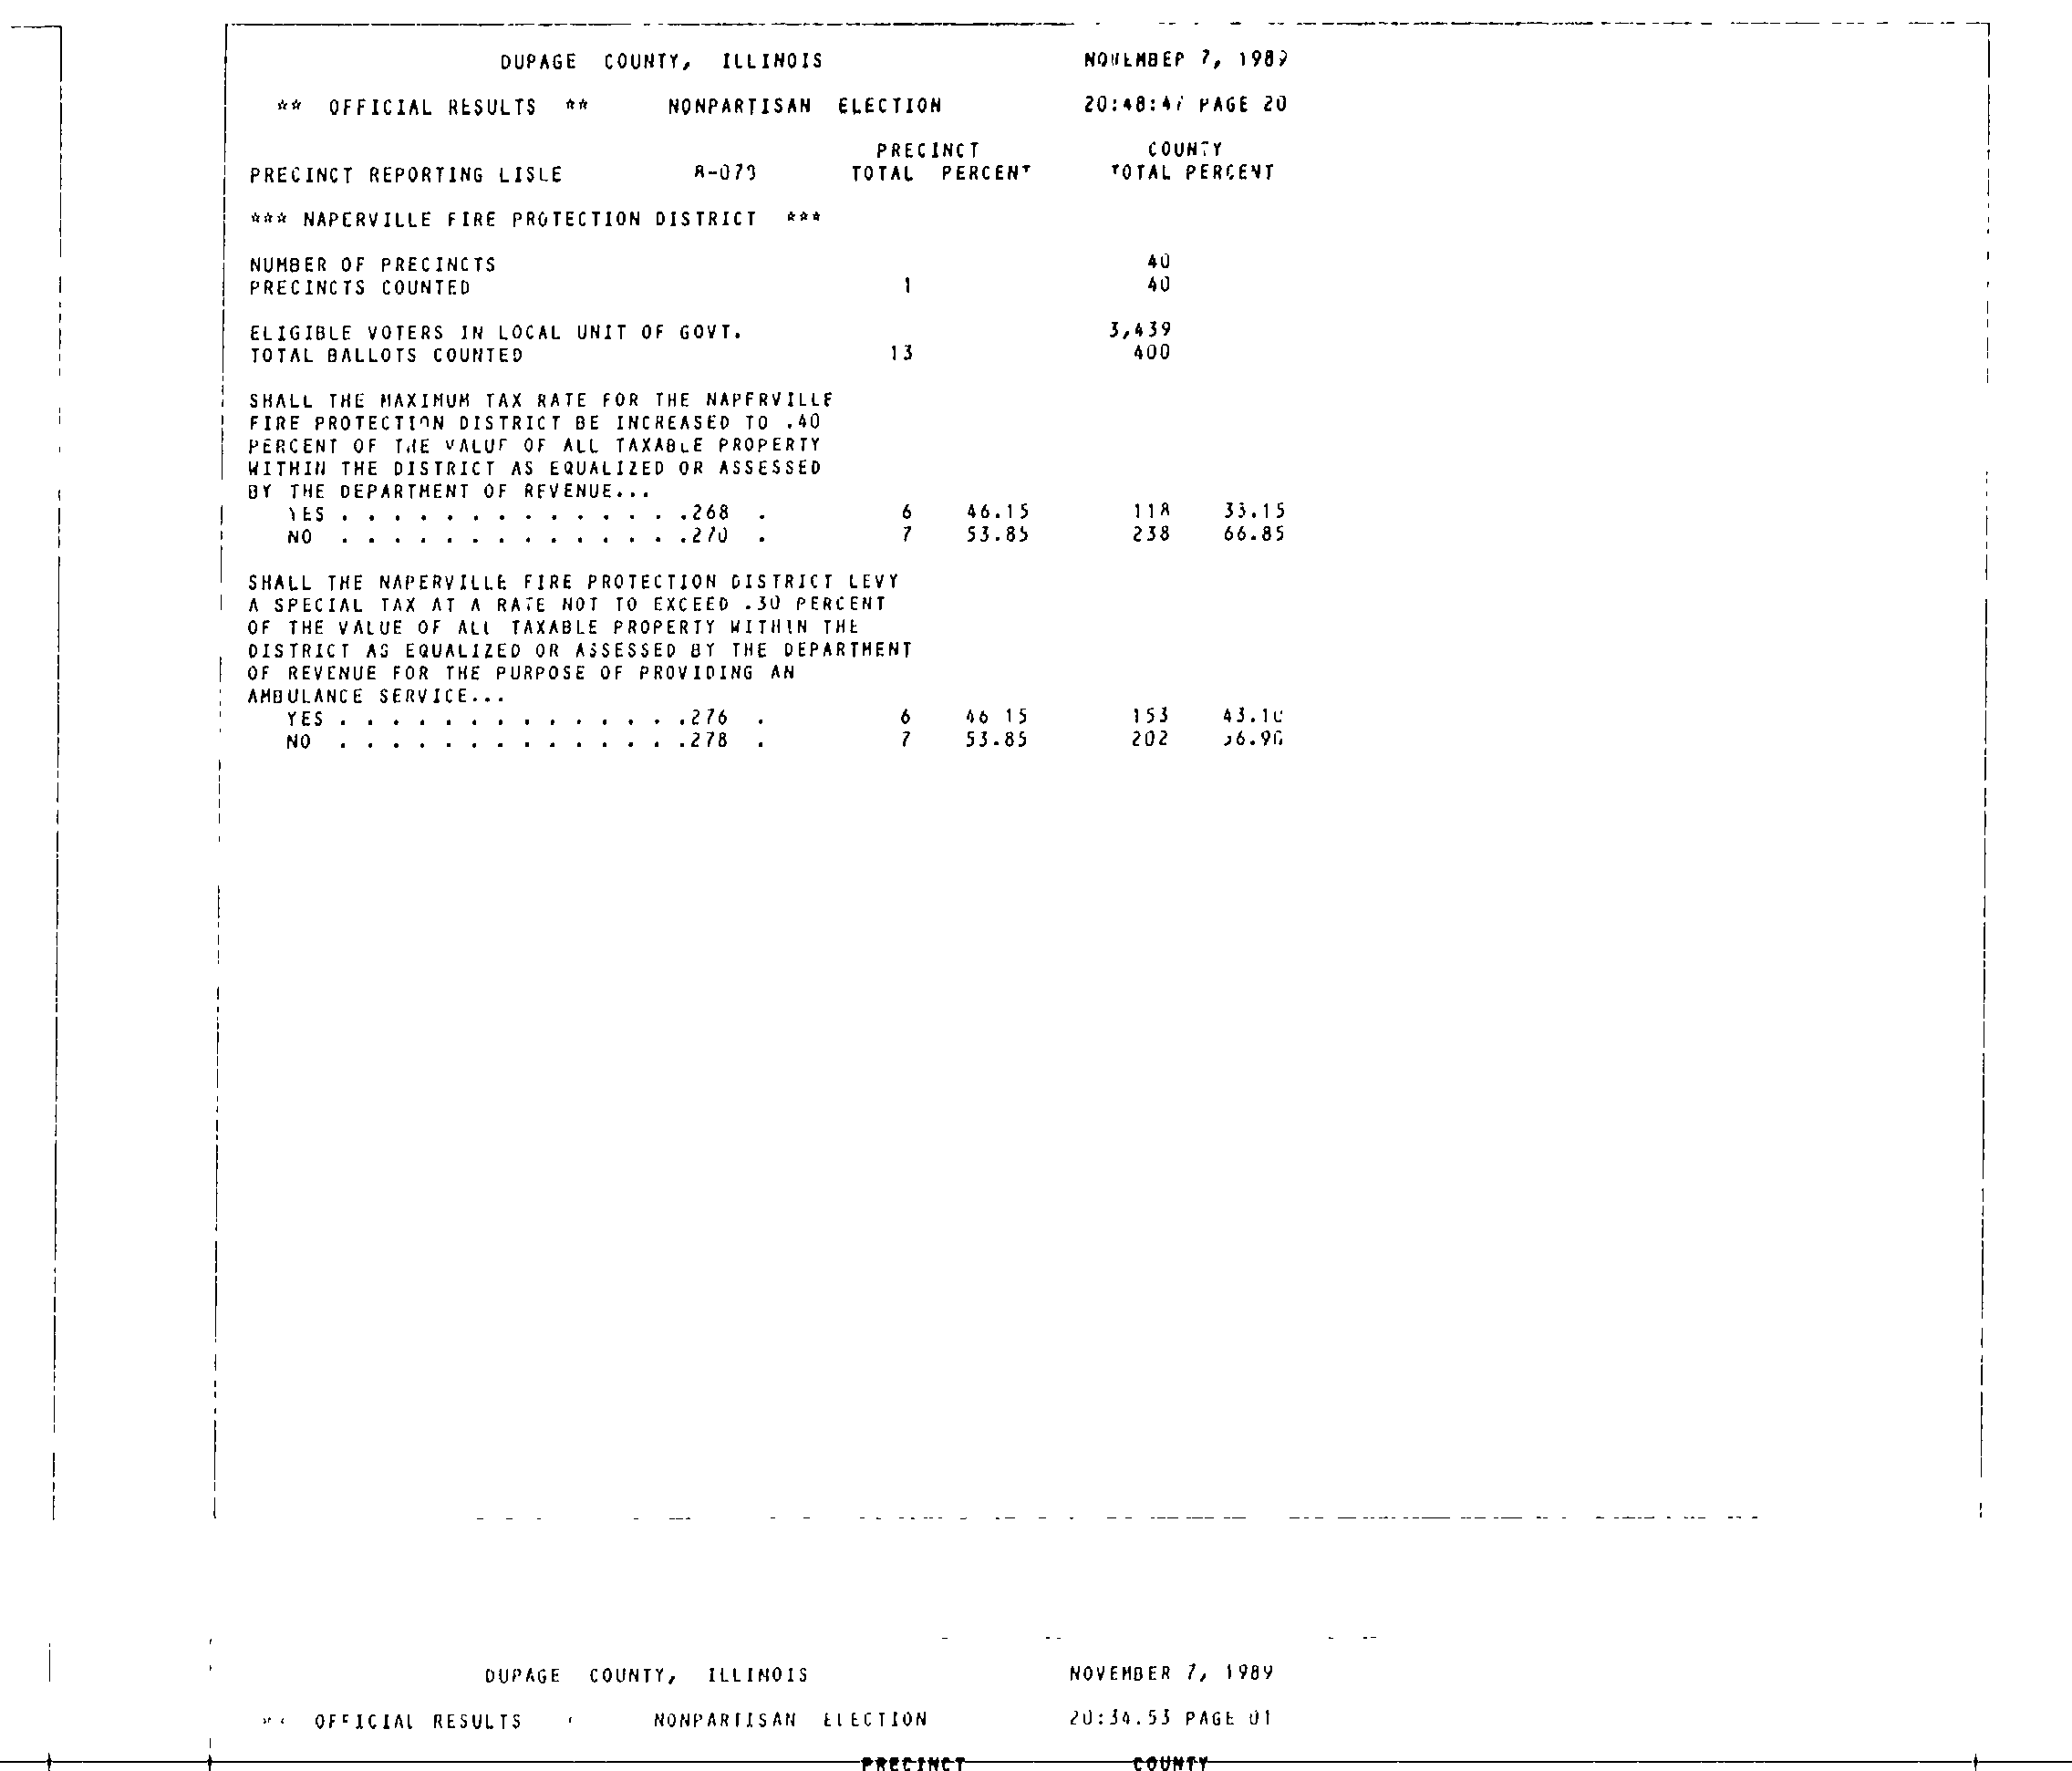 DUPAGE COUNTY, ILLINOIS NOVEMBER 7, 1989
** OFFICIAL RESULTS ** NONPARTISAN ELECTION 20:48:47 PAGE 20
PRECINCT COUNTY
PRECINCT REPORTING LISLE 8-079 TOTAL PERCENT TOTAL PERCENT
*** NAPERVILLE FIRE PROTECTION DISTRICT ***
NUMBER OF PRECINCTS 40
PRECINCTS COUNTED 1 40
ELIGIBLE VOTERS IN LOCAL UNIT OF GOVT. 3,439
TOTAL BALLOTS COUNTED 13 400
SHALL THE MAXIMUM TAX RATE FOR THE NAPERVILLE
FIRE PROTECTION DISTRICT BE INCREASED TO .40
PERCENT OF THE VALUE OF ALL TAXABLE PROPERTY
WITHIN THE DISTRICT AS EQUALIZED OR ASSESSED
BY THE DEPARTMENT OF REVENUE...
YES . . . . . . . . . . . . . .268 . 6 46.15 118 33.15
NO . . . . . . . . . . . . . .270 . 7 53.85 238 66.85
SHALL THE NAPERVILLE FIRE PROTECTION DISTRICT LEVY
A SPECIAL TAX AT A RATE NOT TO EXCEED .30 PERCENT
OF THE VALUE OF ALL TAXABLE PROPERTY WITHIN THE
DISTRICT AS EQUALIZED OR ASSESSED BY THE DEPARTMENT
OF REVENUE FOR THE PURPOSE OF PROVIDING AN
AMBULANCE SERVICE...
YES . . . . . . . . . . . . . .276 . 6 46 15 153 43.10
NO . . . . . . . . . . . . . .278 . 7 53.85 202 56.90
DUPAGE COUNTY, ILLINOIS NOVEMBER 7, 1989
OFFICIAL RESULTS NONPARTISAN ELECTION 20:34.53 PAGE 01
PRECINCT COUNTY